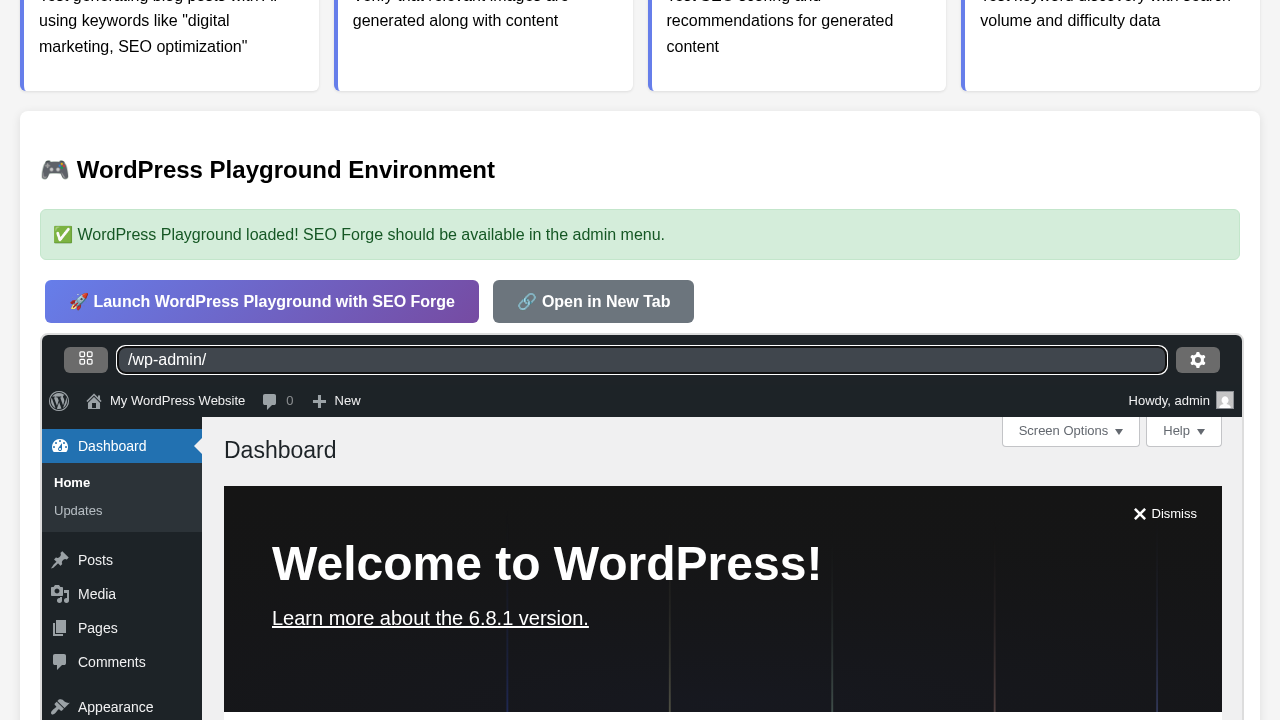 using keywords like "digital
marketing, SEO optimization"
generated along with content
recommendations for generated
content
volume and difficulty data
🎮 WordPress Playground Environment
✅ WordPress Playground loaded! SEO Forge should be available in the admin menu.
🚀 Launch WordPress Playground with SEO Forge
🔗 Open in New Tab
/wp-admin/
My WordPress Website
0
New
Howdy, admin
Dashboard
Home
Updates
Posts
Media
Pages
Comments
Appearance
Screen Options
Help
Dashboard
Dismiss
Welcome to WordPress!
Learn more about the 6.8.1 version.